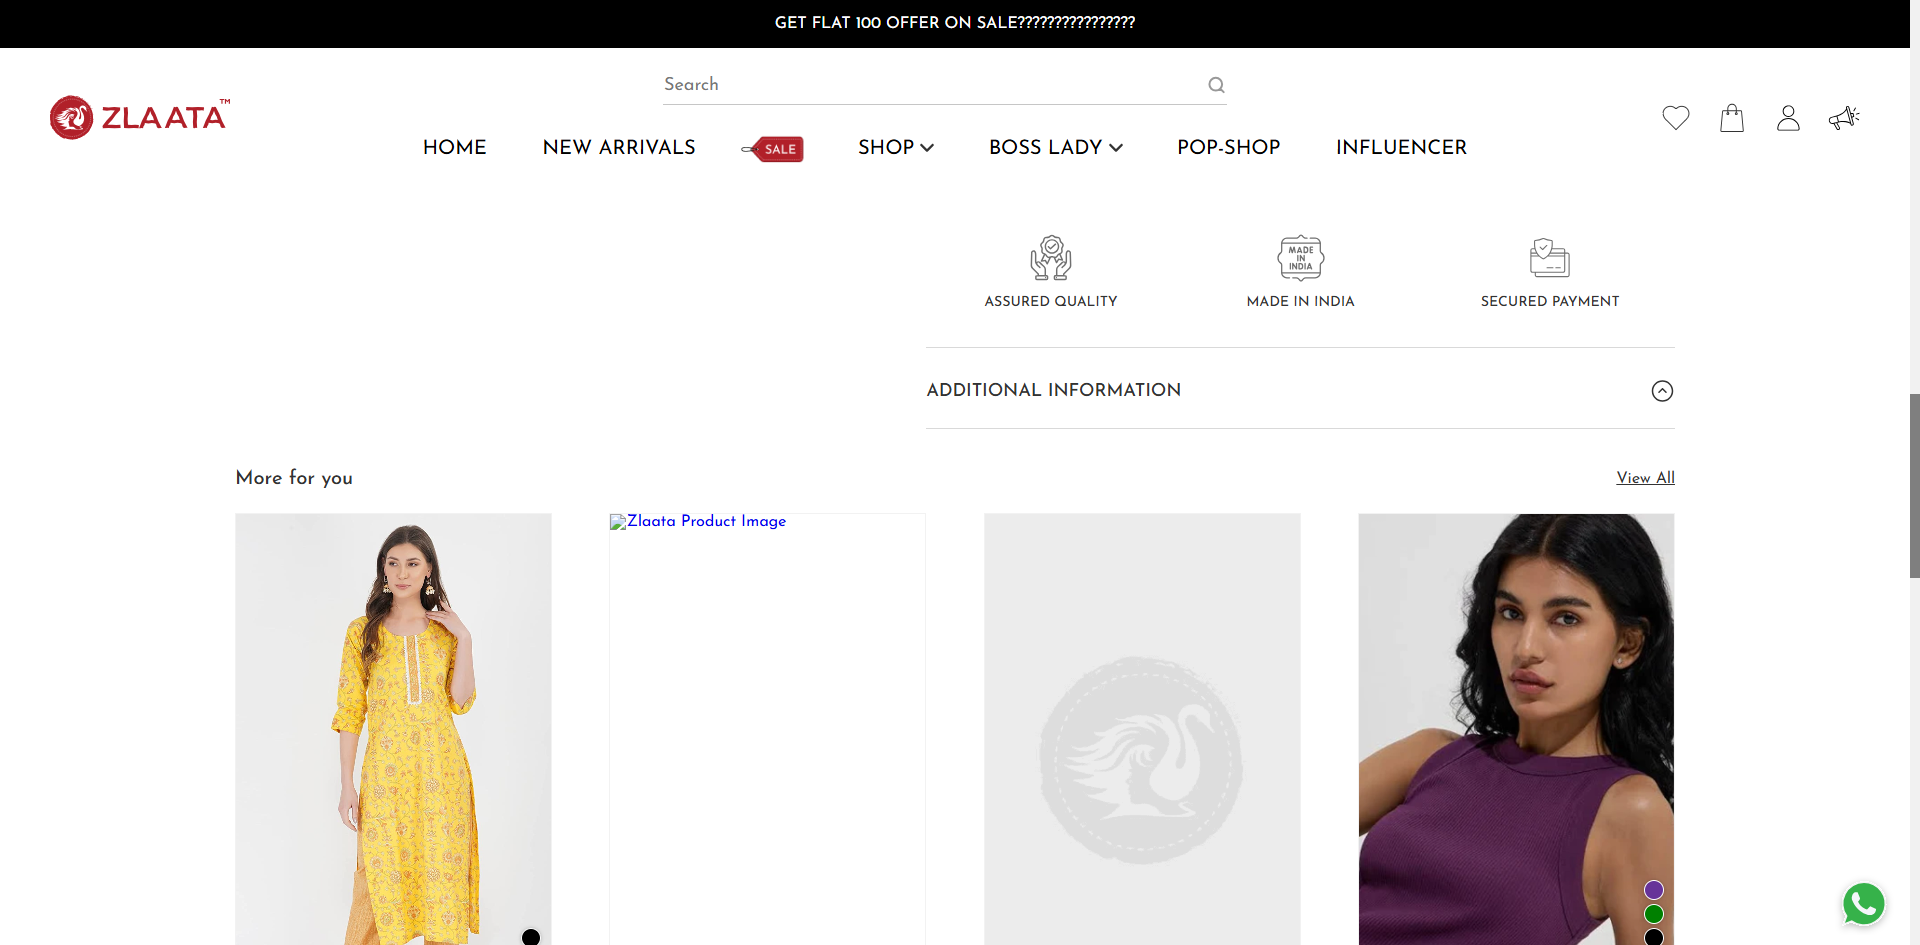 GET FLAT 100 OFFER ON SALE????????????????
Search
ZLAATA™
HOME NEW ARRIVALS SALE SHOP BOSS LADY POP-SHOP INFLUENCER
MADE
IN
INDIA
ASSURED QUALITY MADE IN INDIA SECURED PAYMENT
ADDITIONAL INFORMATION
More for you View All
Zlaata Product Image